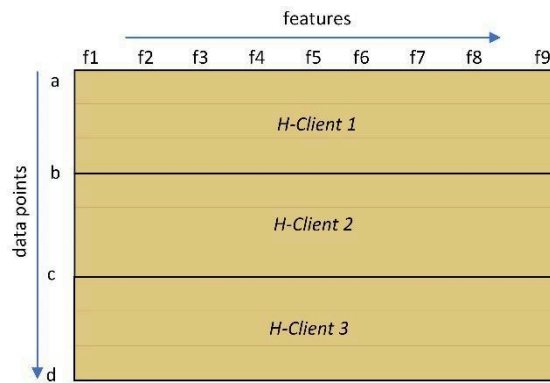 features
f1 f2 f3 f4 f5 f6 f7 f8 f9
a
H-Client 1
b
data points
H-Client 2
c
H-Client 3
d